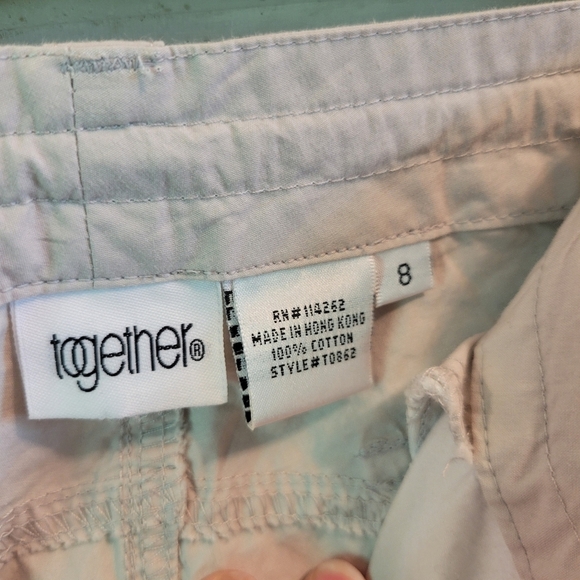 together®
RN#114262
MADE IN HONG KONG
100% COTTON
STYLE#T0862
8